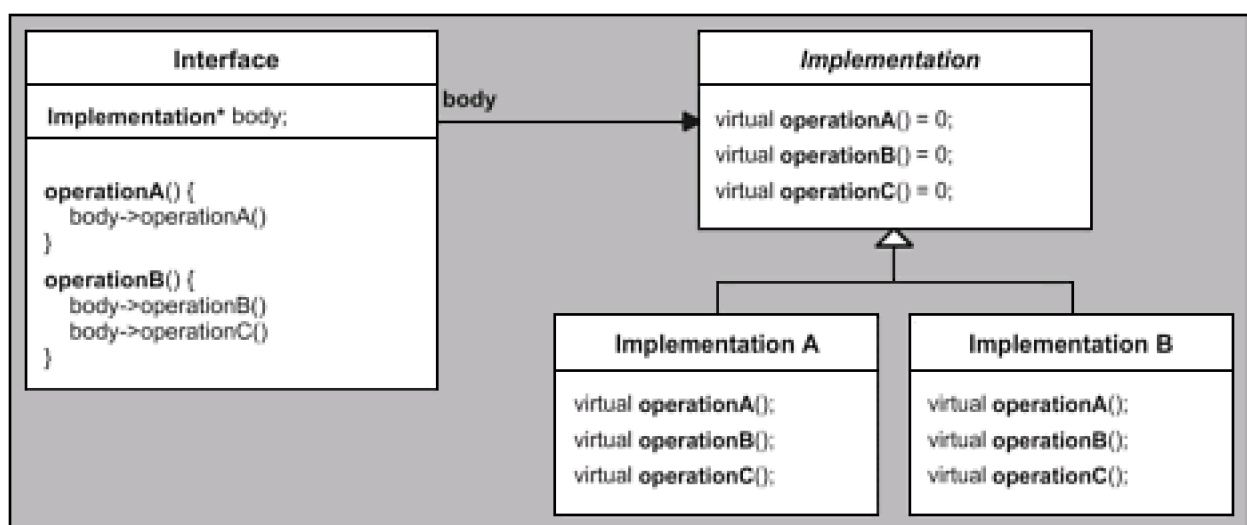 Interface
Implementation* body;
operationA() {
body->operationA()
}
operationB() {
body->operationB()
body->operationC()
}
body
Implementation
virtual operationA() = 0;
virtual operationB() = 0;
virtual operationC() = 0;
Implementation A
virtual operationA();
virtual operationB();
virtual operationC();
Implementation B
virtual operationA();
virtual operationB();
virtual operationC();